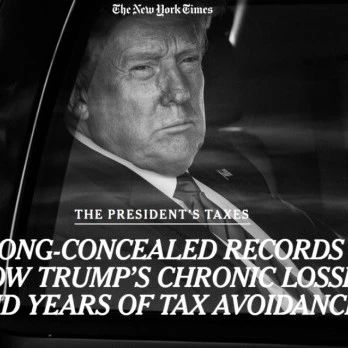 The New York Times
THE PRESIDENT'S TAXES
ONG-CONCEALED RECORDS
OW TRUMP'S CHRONIC LOSSE
D YEARS OF TAX AVOIDANC